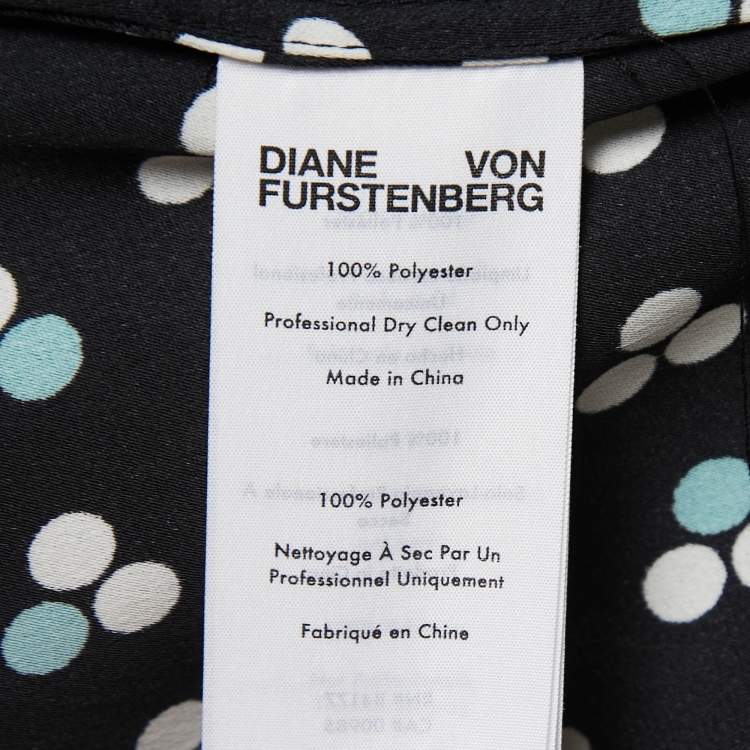 DIANE VON
FURSTENBERG
100% Polyester
Professional Dry Clean Only
Made in China
100% Polyester
Nettoyage À Sec Par Un
Professionnel Uniquement
Fabriqué en Chine